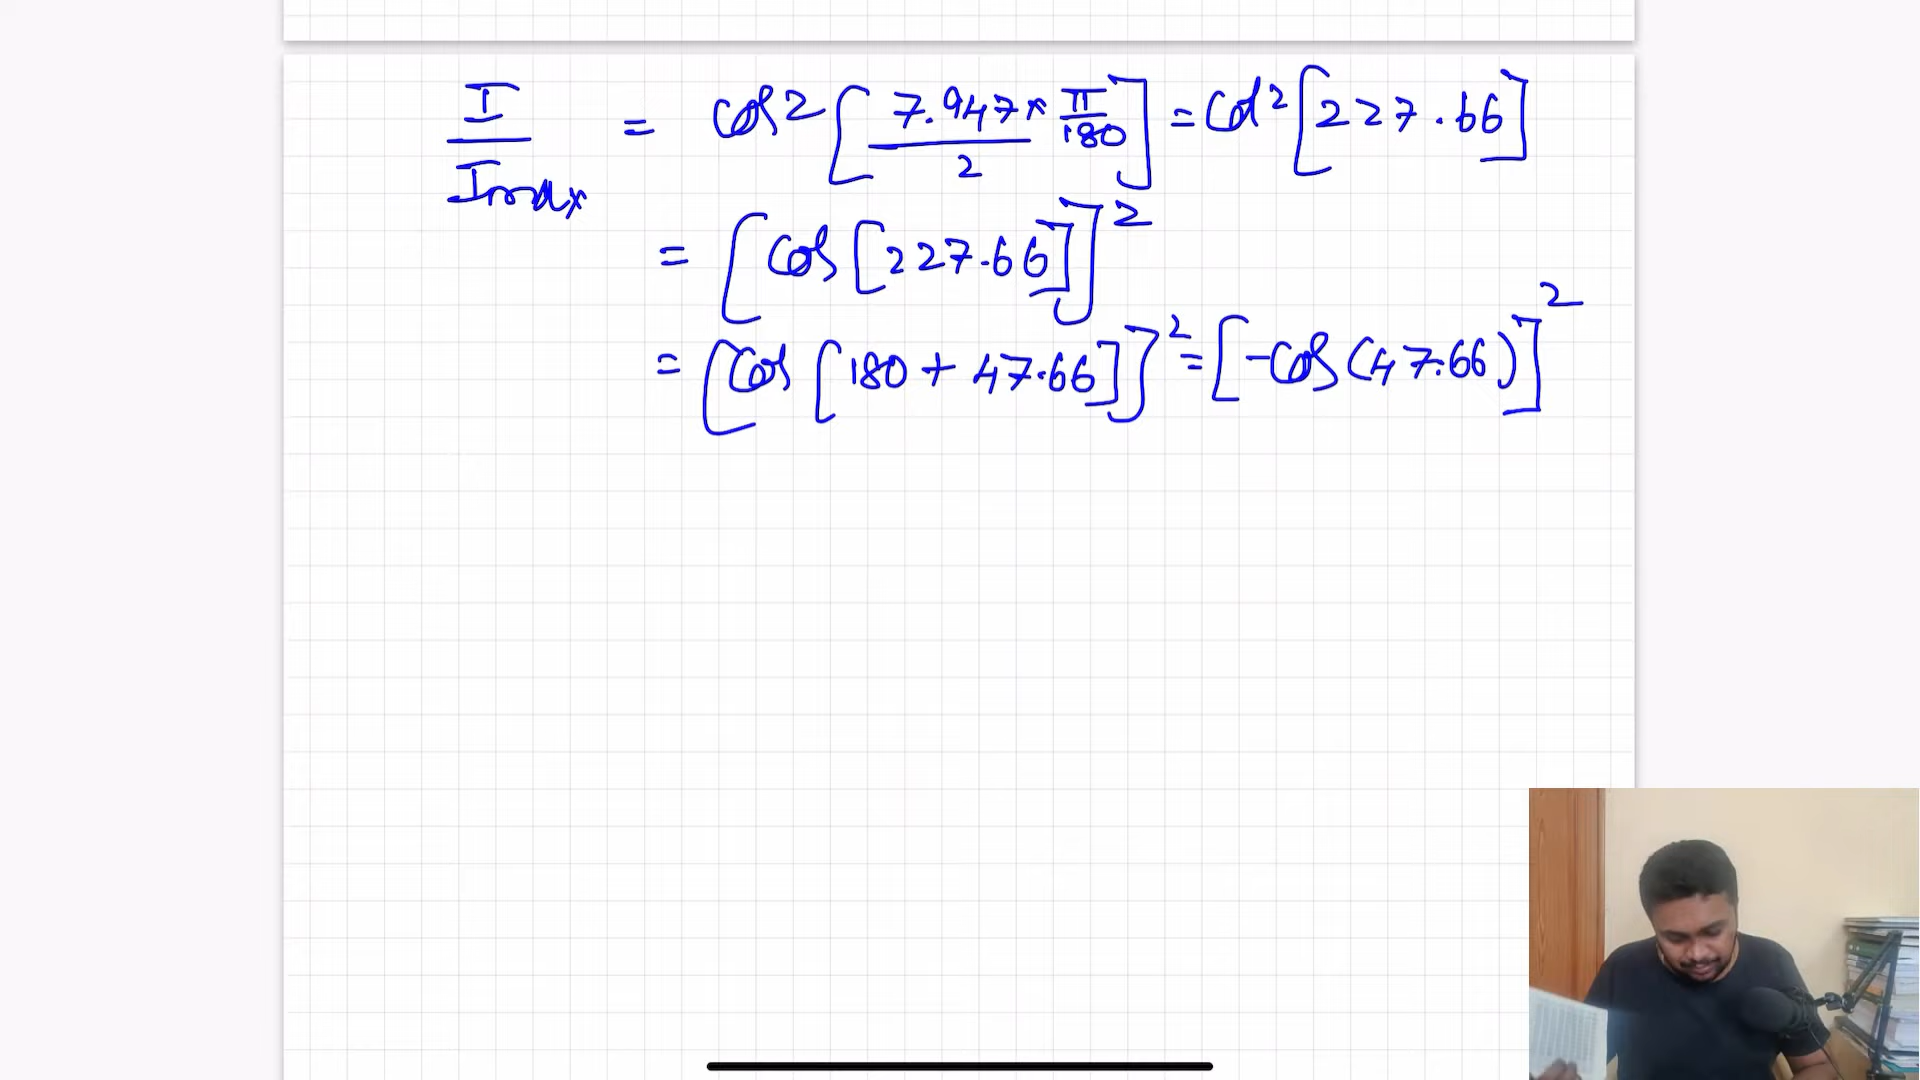 I/Imax = cos2[(7.947 × π/180)/2] = cos²[227.66]
= [cos[227.66]]²
= [cos[180 + 47.66]]² = [-cos(47.66)]²